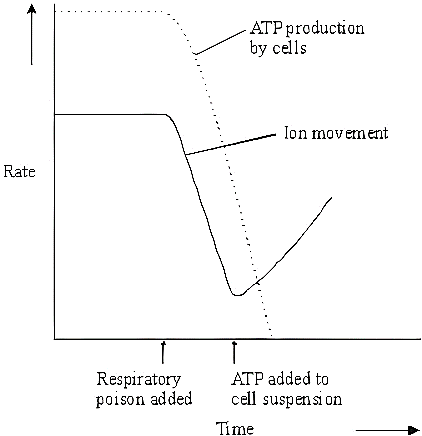 ATP production
by cells
Ion movement
Rate
Respiratory
poison added
ATP added to
cell suspension
Time